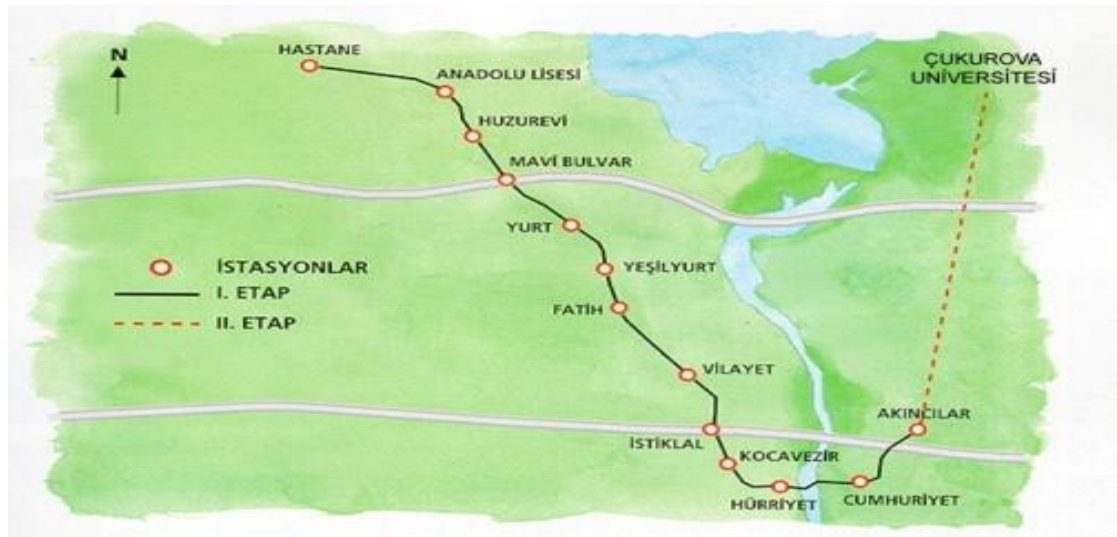 N
HASTANE
ÇUKUROVA
UNİVERSİTESİ
ANADOLU LİSESİ
HUZUREVİ
MAVİ BULVAR
YURT
İSTASYONLAR
YEŞİLYURT
I. ETAP
FATİH
II. ETAP
VİLAYET
AKINCILAR
İSTİKLAL
KOCAVEZİR
HÜRRİYET
CUMHURİYET